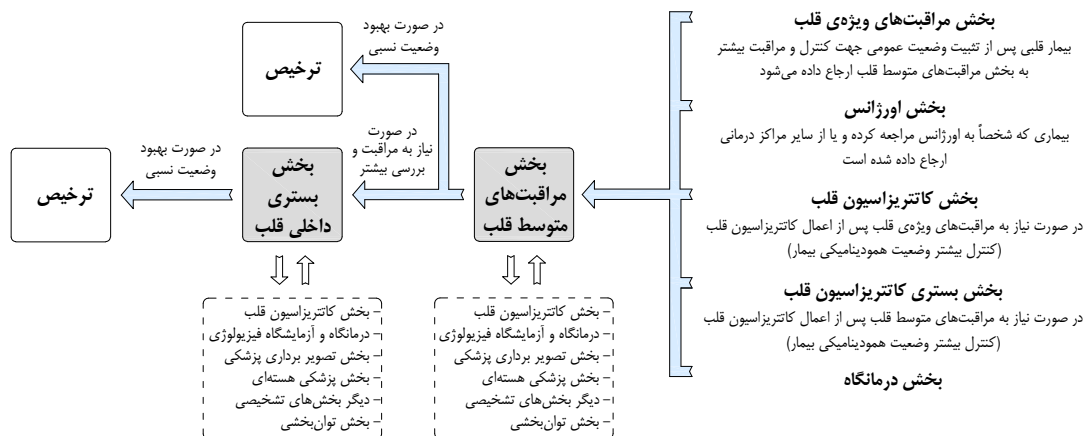 بخش مراقبت‌های ویژه‌ی قلب
بیمار قلبی پس از تثبیت وضعیت عمومی جهت کنترل و مراقبت بیشتر
به بخش مراقبت‌های متوسط قلب ارجاع داده می‌شود
بخش اورژانس
بیماری که شخصاً به اورژانس مراجعه کرده و یا از سایر مراکز درمانی
ارجاع داده شده است
بخش کاتتریزاسیون قلب
در صورت نیاز به مراقبت‌های ویژه‌ی قلب پس از اعمال کاتتریزاسیون قلب
(کنترل بیشتر وضعیت همودینامیکی بیمار)
بخش بستری کاتتریزاسیون قلب
در صورت نیاز به مراقبت‌های متوسط قلب پس از اعمال کاتتریزاسیون قلب
(کنترل بیشتر وضعیت همودینامیکی بیمار)
بخش درمانگاه
بخش
مراقبت‌های
متوسط قلب
– بخش کاتتریزاسیون قلب
– درمانگاه و آزمایشگاه فیزیولوژی
– بخش تصویر برداری پزشکی
– بخش پزشکی هسته‌ای
– دیگر بخش‌های تشخیصی
– بخش توان‌بخشی
در صورت بهبود
وضعیت نسبی
ترخیص
در صورت
نیاز به مراقبت و
بررسی بیشتر
بخش
بستری
داخلی قلب
– بخش کاتتریزاسیون قلب
– درمانگاه و آزمایشگاه فیزیولوژی
– بخش تصویر برداری پزشکی
– بخش پزشکی هسته‌ای
– دیگر بخش‌های تشخیصی
– بخش توان‌بخشی
در صورت بهبود
وضعیت نسبی
ترخیص